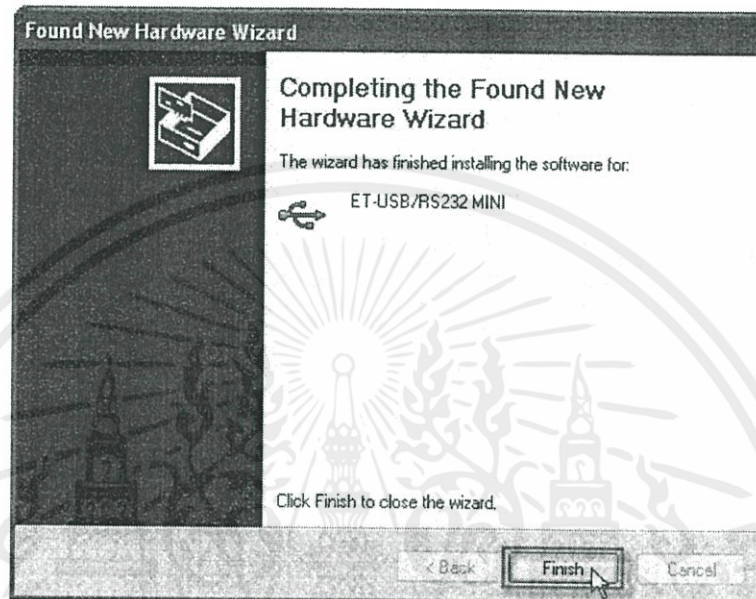 Found New Hardware Wizard
Completing the Found New
Hardware Wizard
The wizard has finished installing the software for:
ET-USB/RS232 MINI
Click Finish to close the wizard.
< Back
Finish
Cancel